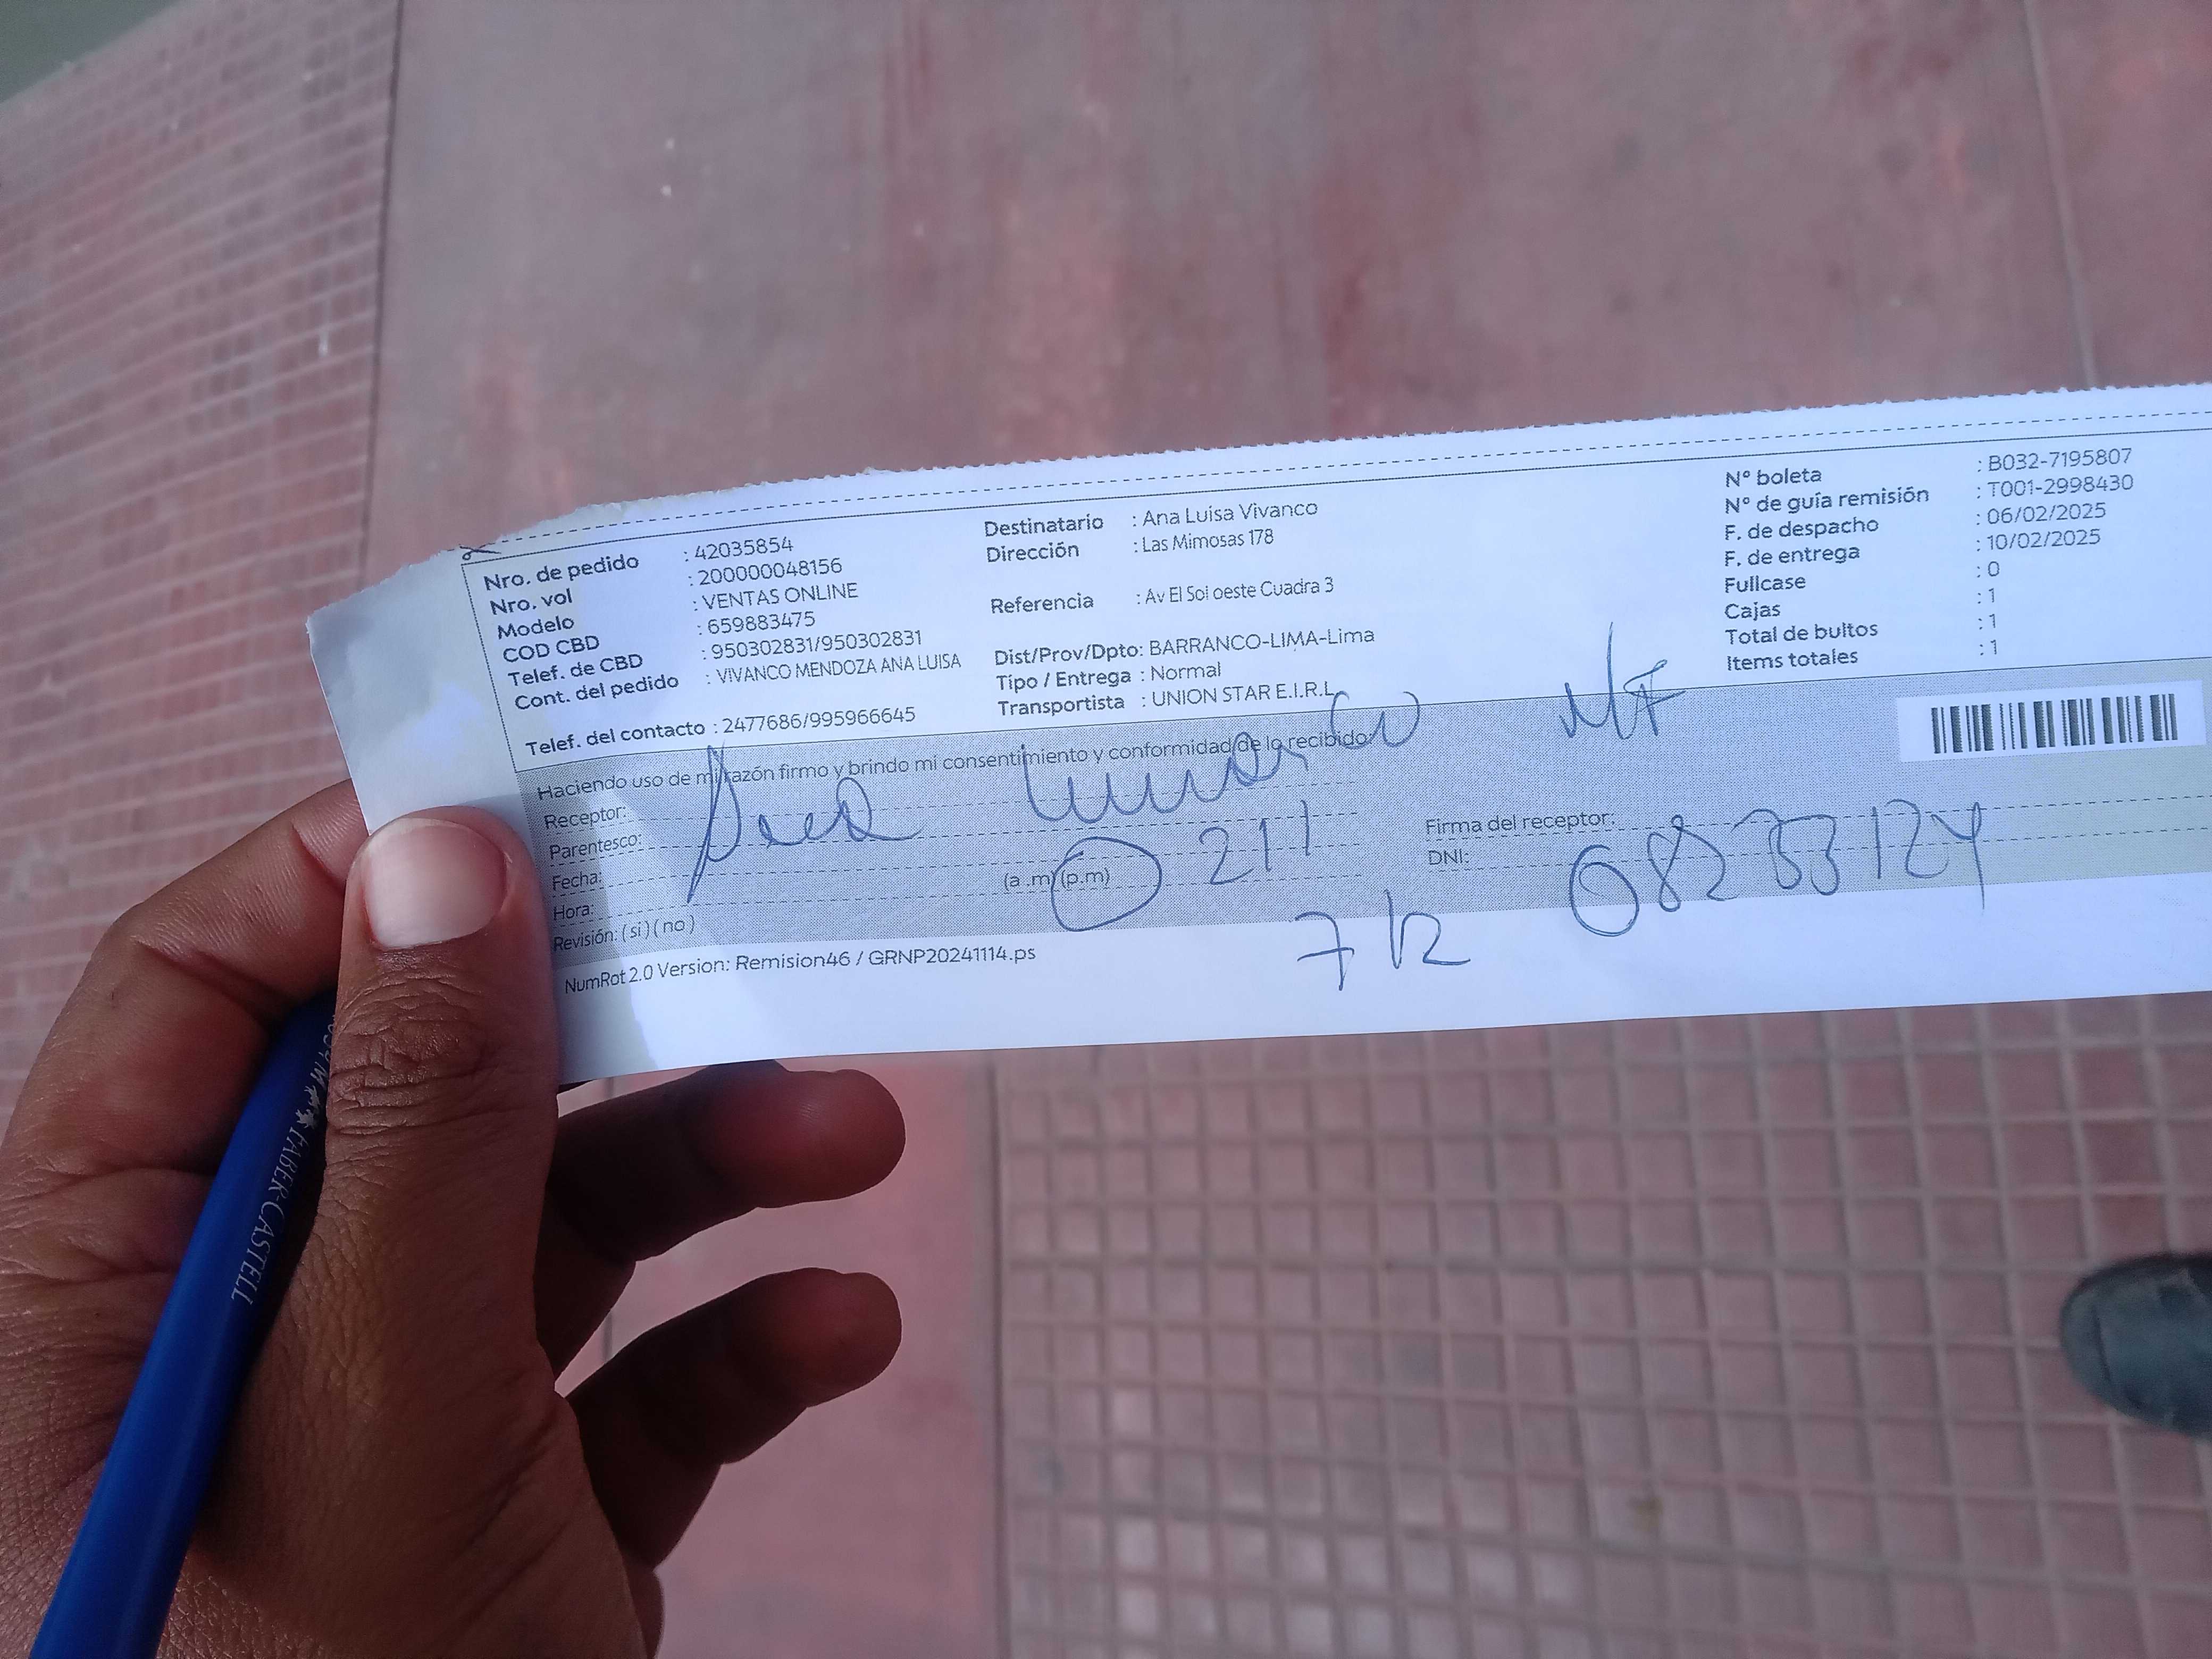 Nro. de pedido : 42035854
Nro. vol : 200000048156
Modelo : VENTAS ONLINE
COD CBD : 659883475
Telef. de CBD : 950302831/950302831
Cont. del pedido : VIVANCO MENDOZA ANA LUISA
Telef. del contacto : 2477686/995966645
Destinatario : Ana Luisa Vivanco
Dirección : Las Mimosas 178
Referencia : Av El Sol oeste Cuadra 3
Dist/Prov/Dpto: BARRANCO-LIMA-Lima
Tipo / Entrega : Normal
Transportista : UNION STAR E.I.R.L
Nº boleta : B032-7195807
Nº de guía remisión : T001-2998430
F. de despacho : 06/02/2025
F. de entrega : 10/02/2025
Fullcase : 0
Cajas : 1
Total de bultos : 1
Items totales : 1
Haciendo uso de mi razón firmo y brindo mi consentimiento y conformidad de lo recibido:
Receptor:
Parentesco:
Fecha:
Hora: (a .m) (p.m)
Revisión: ( si ) ( no )
211
Firma del receptor:
DNI:
NumRot 2.0 Version: Remision46 / GRNP20241114.ps
FABER-CASTELL